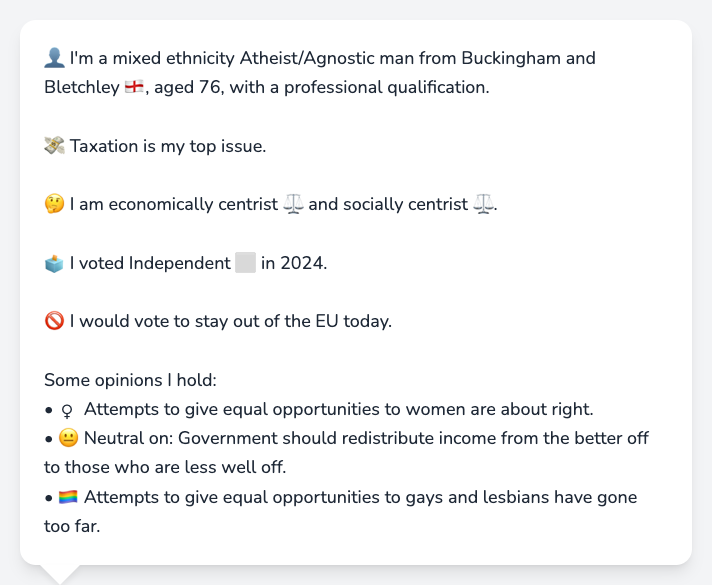 👤 I'm a mixed ethnicity Atheist/Agnostic man from Buckingham and
Bletchley 🏴󠁧󠁢󠁥󠁮󠁧󠁿, aged 76, with a professional qualification.
💸 Taxation is my top issue.
🤔 I am economically centrist ⚖️ and socially centrist ⚖️.
🗳️ I voted Independent ⬜ in 2024.
🚫 I would vote to stay out of the EU today.
Some opinions I hold:
• ♀ Attempts to give equal opportunities to women are about right.
• 😐 Neutral on: Government should redistribute income from the better off
to those who are less well off.
• 🏳️‍🌈 Attempts to give equal opportunities to gays and lesbians have gone
too far.